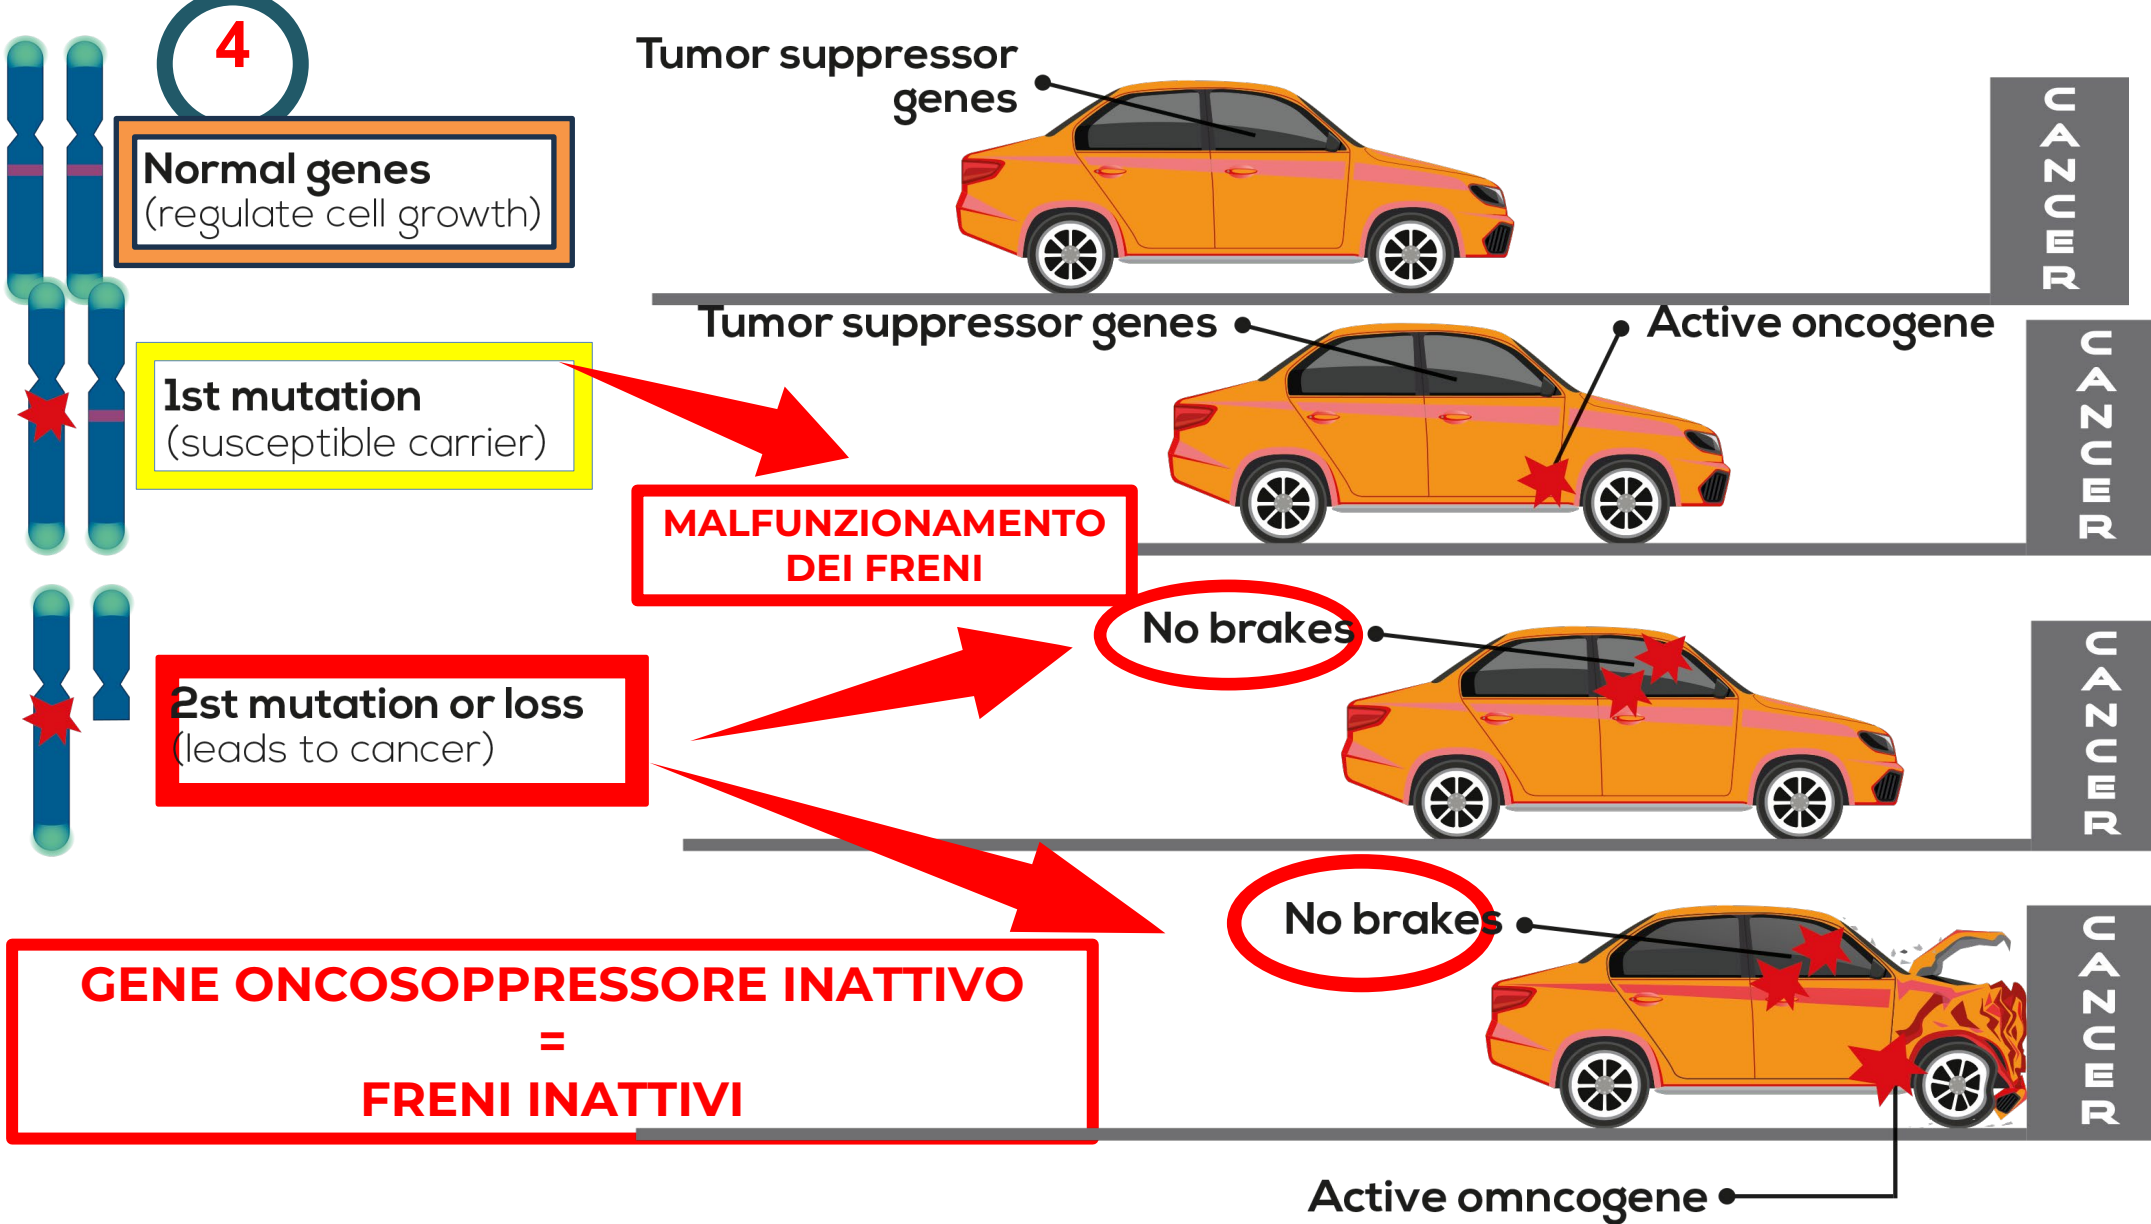 4
Tumor suppressor
genes
CANCER
Normal genes
(regulate cell growth)
Tumor suppressor genes
Active oncogene
CANCER
1st mutation
(susceptible carrier)
MALFUNZIONAMENTO
DEI FRENI
No brakes
CANCER
2st mutation or loss
(leads to cancer)
No brakes
CANCER
GENE ONCOSOPPRESSORE INATTIVO
=
FRENI INATTIVI
Active omncogene